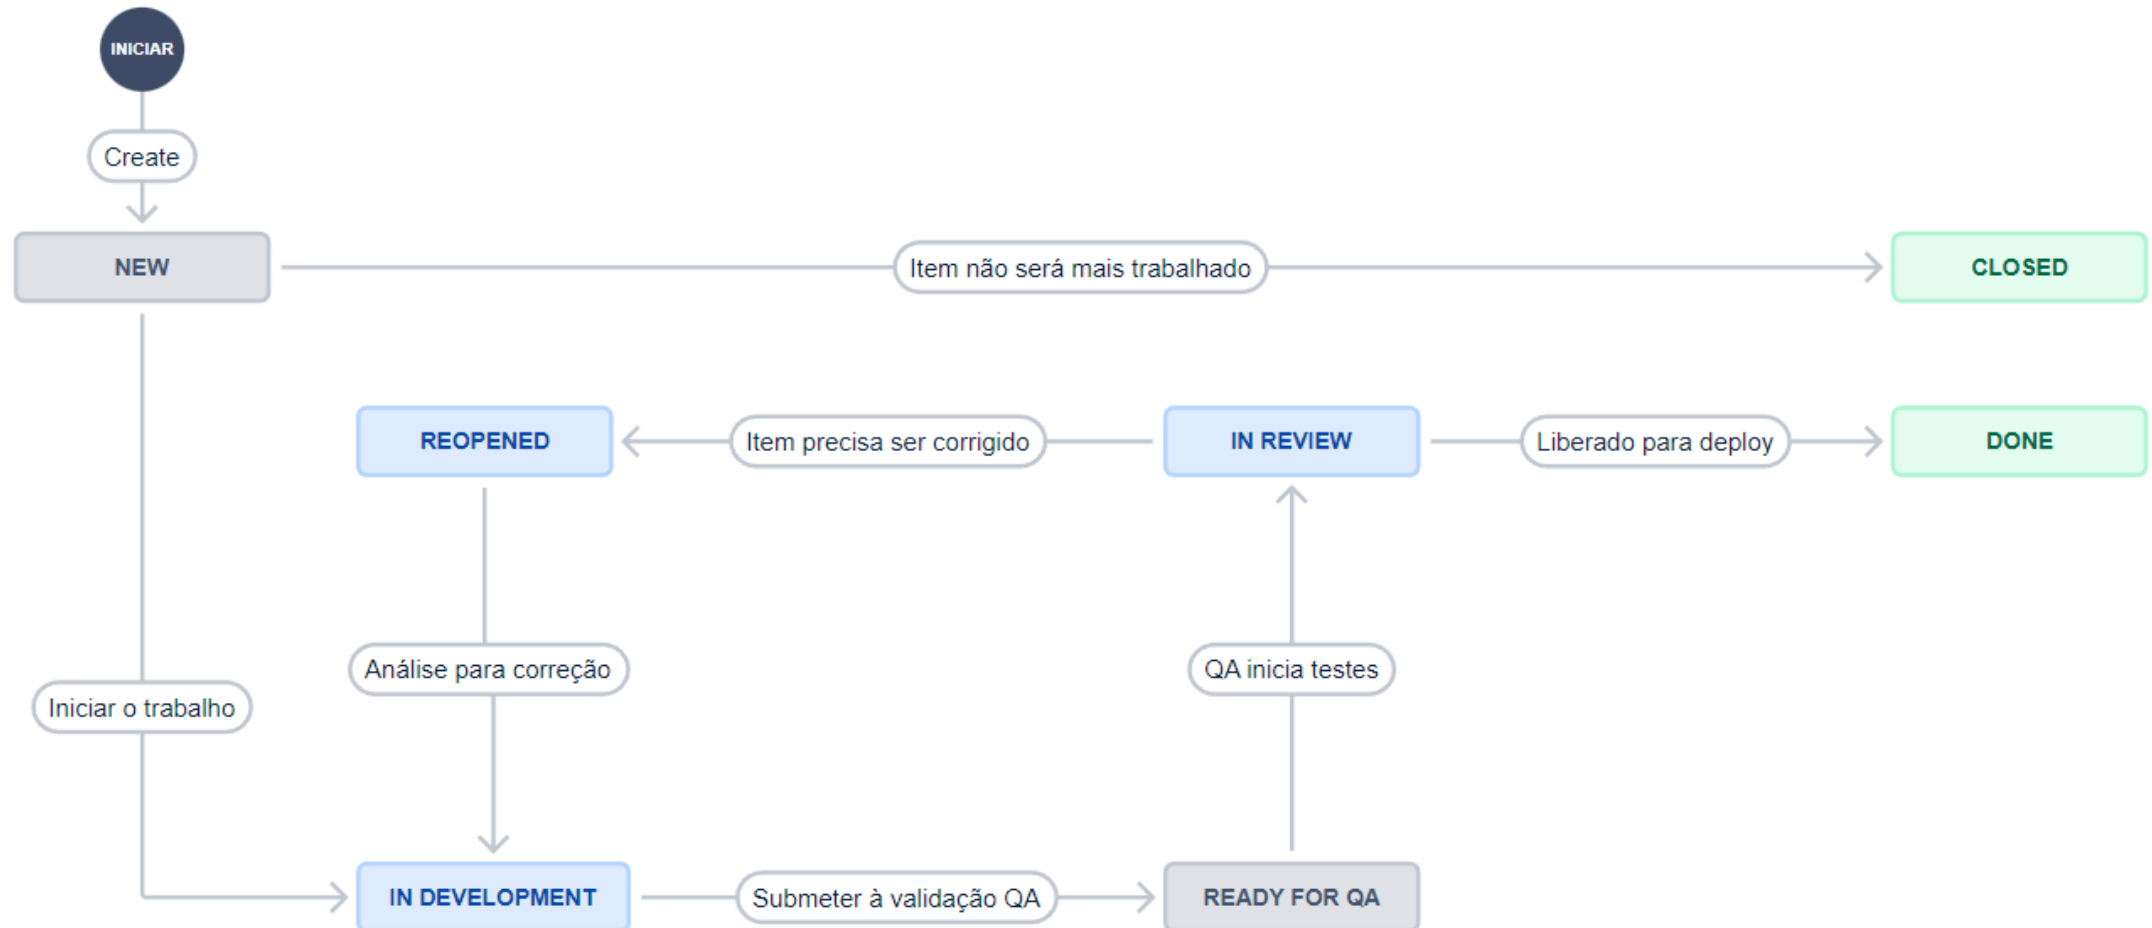 INICIAR
Create
NEW
Item não será mais trabalhado
CLOSED
REOPENED
Item precisa ser corrigido
IN REVIEW
Liberado para deploy
DONE
Análise para correção
QA inicia testes
Iniciar o trabalho
IN DEVELOPMENT
Submeter à validação QA
READY FOR QA